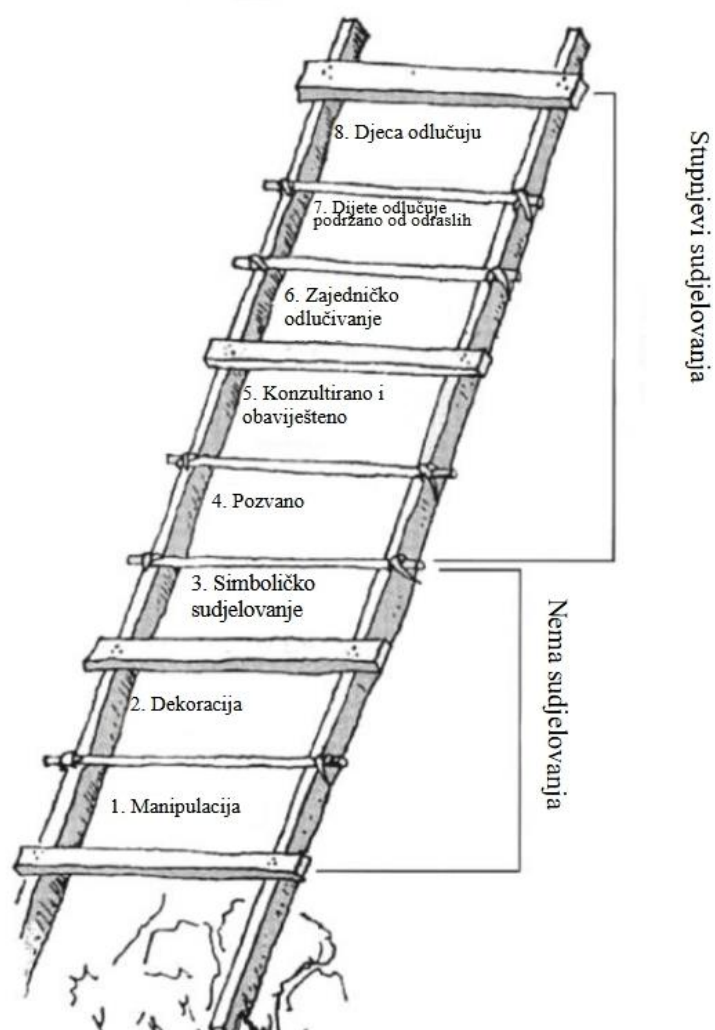 8. Djeca odlučuju
7. Dijete odlučuje
podržano od odraslih
6. Zajedničko
odlučivanje
5. Konzultirano i
obaviješteno
4. Pozvano
3. Simboličko
sudjelovanje
2. Dekoracija
1. Manipulacija
Stupnjevi sudjelovanja
Nema sudjelovanja